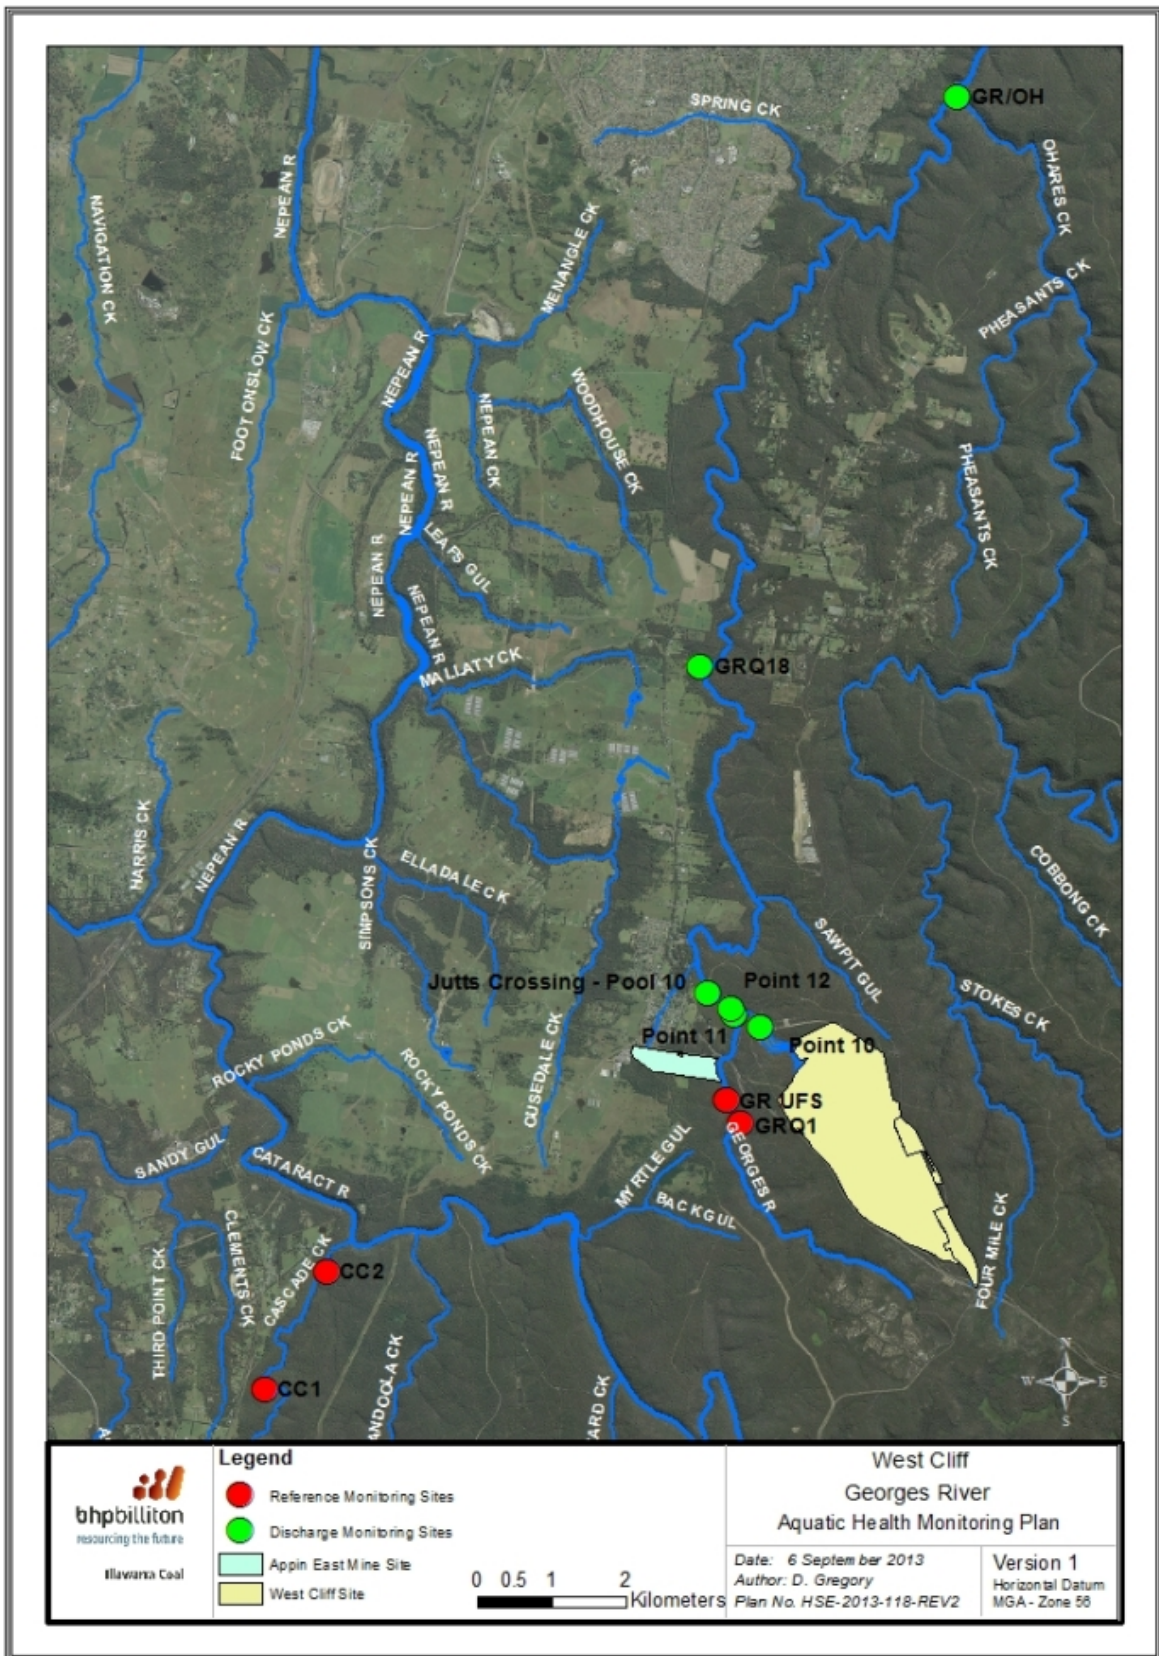 SPRING CK
GR/OH
OHARES CK
NEPEAN R
NAVIGATION CK
MENANGLE CK
PHEASANTS CK
FOOT ONSLOW CK
NEPEAN R
WOODHOUSE CK
NEPEAN CK
NEPEAN R
NEPEAN R
PHEASANTS CK
LEAFS GUL
NEPEAN R
NEPEAN R
MALLATY CK
GRQ18
HARRIS CK
NEPEAN R
SIMPSONS CK
ELLADALE CK
COBBONG CK
SAWPIT GUL
Jutts Crossing - Pool 10
Point 12
STOKES CK
Point 11
Point 10
ROCKY PONDS CK
ROCKY PONDS CK
OUSEDALE CK
GR UFS
GRQ1
SANDY GUL
CATARACT R
MYRTLE GUL
GEORGES R
BACK GUL
CLEMENTS CK
THIRD POINT CK
CASCADE CK
CC2
FOUR MILE CK
CC1
ANDOOLA CK
ARD CK
A
N
W
E
S
bhpbilliton
resourcing the future
Illawarra Coal
Legend
Reference Monitoring Sites
Discharge Monitoring Sites
Appin East Mine Site
West Cliff Site
0 0.5 1 2
Kilometers
West Cliff
Georges River
Aquatic Health Monitoring Plan
Date: 6 September 2013
Author: D. Gregory
Plan No. HSE-2013-118-REV2
Version 1
Horizontal Datum
MGA - Zone 56